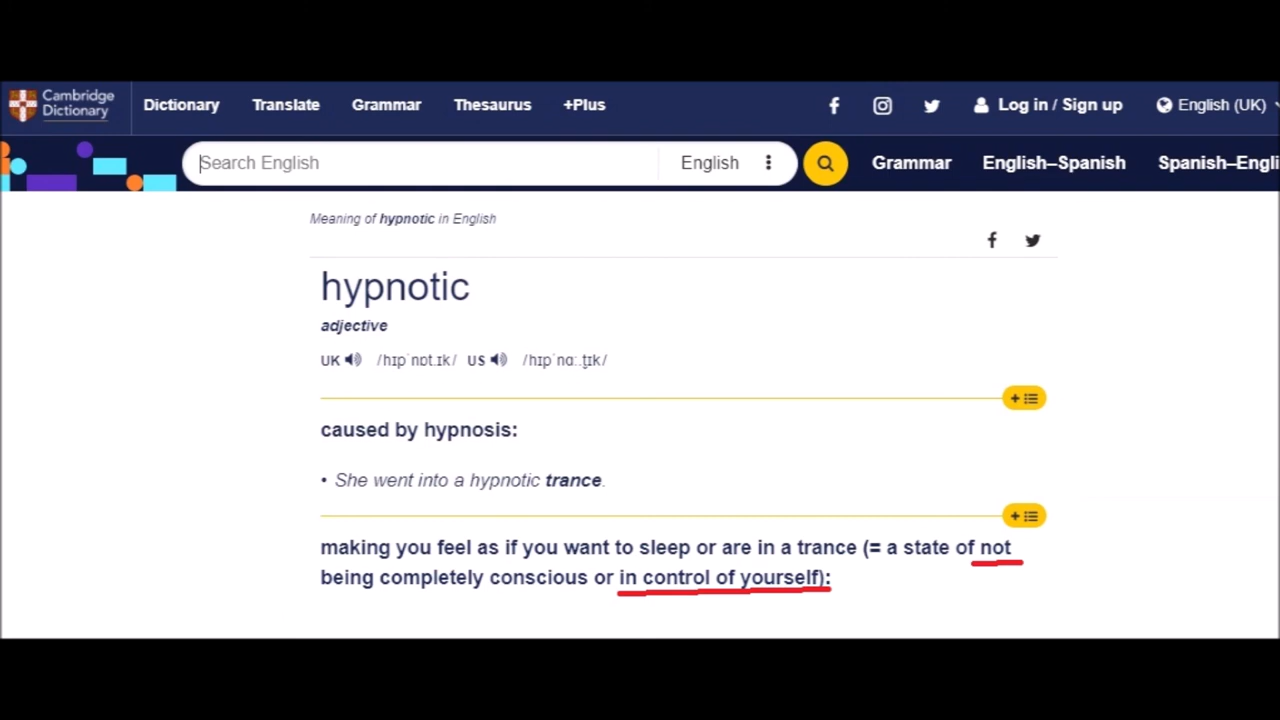 Cambridge
Dictionary
Dictionary Translate Grammar Thesaurus +Plus Log in / Sign up English (UK)
Search English English Grammar English–Spanish Spanish–Engli
Meaning of hypnotic in English
hypnotic
adjective
UK /hɪpˈnɒt.ɪk/ US /hɪpˈnɑː.t̬ɪk/
caused by hypnosis:
• She went into a hypnotic trance.
making you feel as if you want to sleep or are in a trance (= a state of not
being completely conscious or in control of yourself):